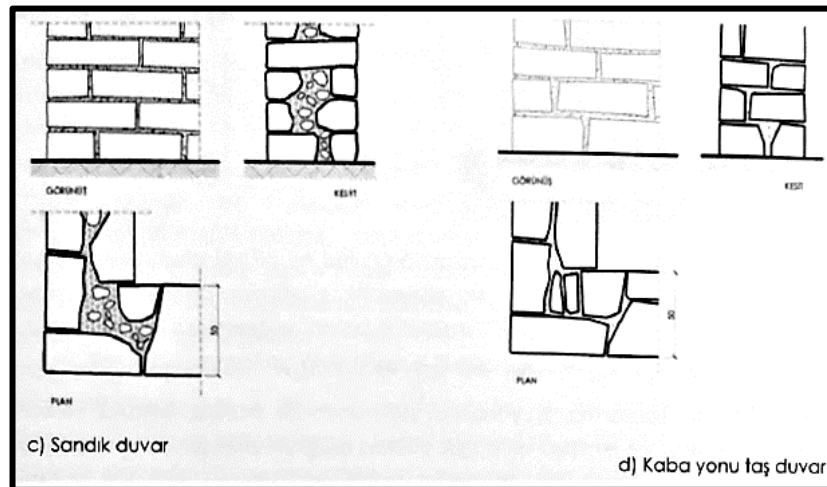 GÖRÜNÜŞ
KESİT
GÖRÜNÜŞ
KESİT
50
50
PLAN
PLAN
c) Sandık duvar
d) Kaba yonu taş duvar